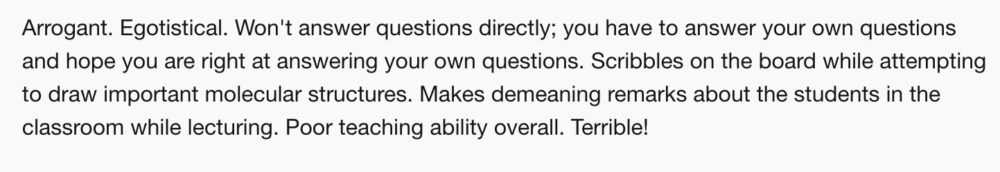 Arrogant. Egotistical. Won't answer questions directly; you have to answer your own questions
and hope you are right at answering your own questions. Scribbles on the board while attempting
to draw important molecular structures. Makes demeaning remarks about the students in the
classroom while lecturing. Poor teaching ability overall. Terrible!